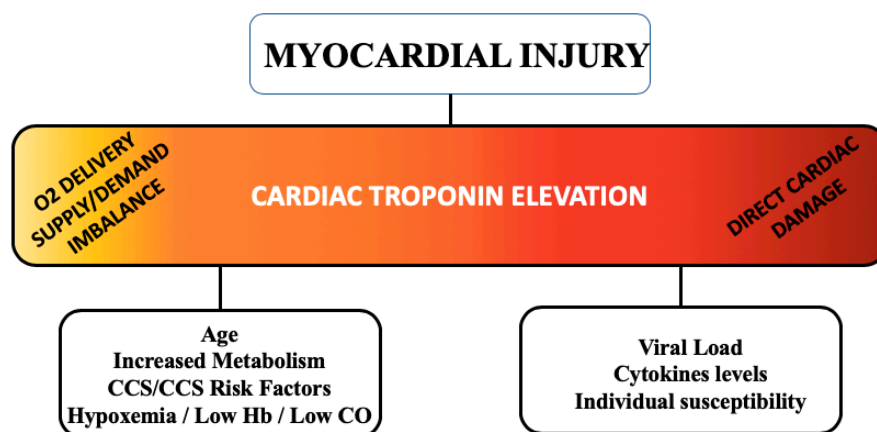 MYOCARDIAL INJURY
O2 DELIVERY
SUPPLY/DEMAND
IMBALANCE
CARDIAC TROPONIN ELEVATION
DIRECT CARDIAC
DAMAGE
Age
Increased Metabolism
CCS/CCS Risk Factors
Hypoxemia / Low Hb / Low CO
Viral Load
Cytokines levels
Individual susceptibility